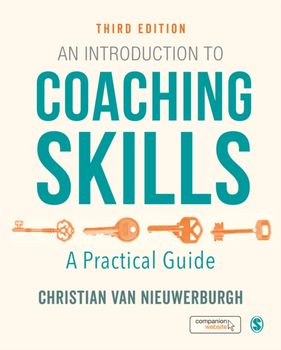 THIRD EDITION
AN INTRODUCTION TO
COACHING
SKILLS
A Practical Guide
CHRISTIAN VAN NIEUWERBURGH
companion
website
S